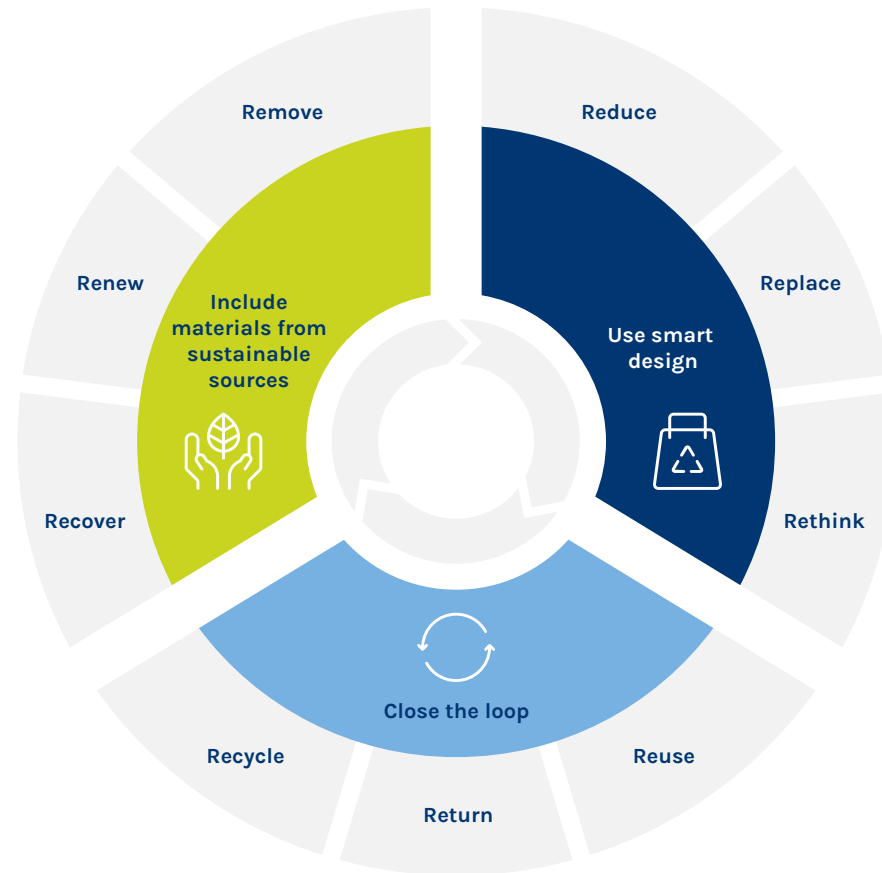 Remove
Reduce
Renew
Replace
Include
materials from
sustainable
sources
Use smart
design
Recover
Rethink
Close the loop
Recycle
Reuse
Return